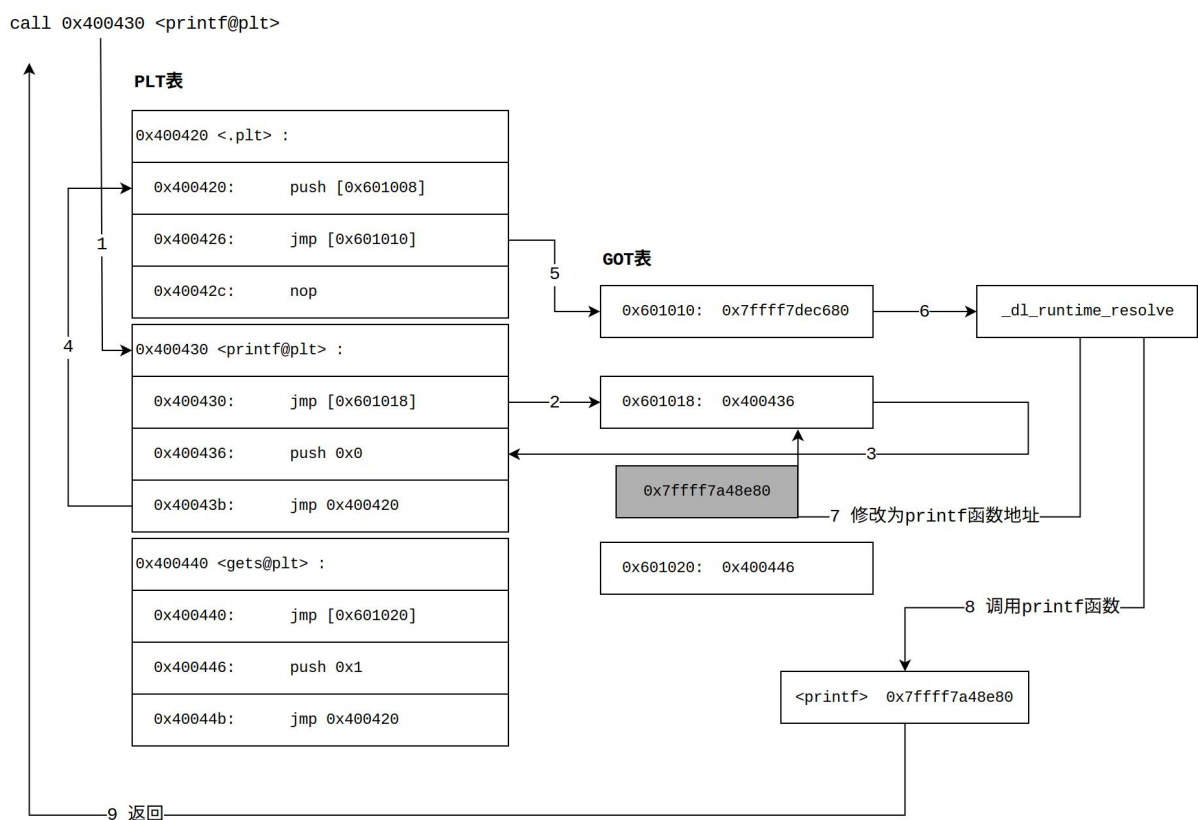 call 0x400430 <printf@plt>
PLT表
0x400420 <.plt> :
0x400420: push [0x601008]
0x400426: jmp [0x601010]
0x40042c: nop
0x400430 <printf@plt> :
0x400430: jmp [0x601018]
0x400436: push 0x0
0x40043b: jmp 0x400420
0x400440 <gets@plt> :
0x400440: jmp [0x601020]
0x400446: push 0x1
0x40044b: jmp 0x400420
1
4
5
2
GOT表
0x601010: 0x7ffff7dec680
6
_dl_runtime_resolve
0x601018: 0x400436
3
0x7ffff7a48e80
7 修改为printf函数地址
0x601020: 0x400446
8 调用printf函数
<printf> 0x7ffff7a48e80
9 返回